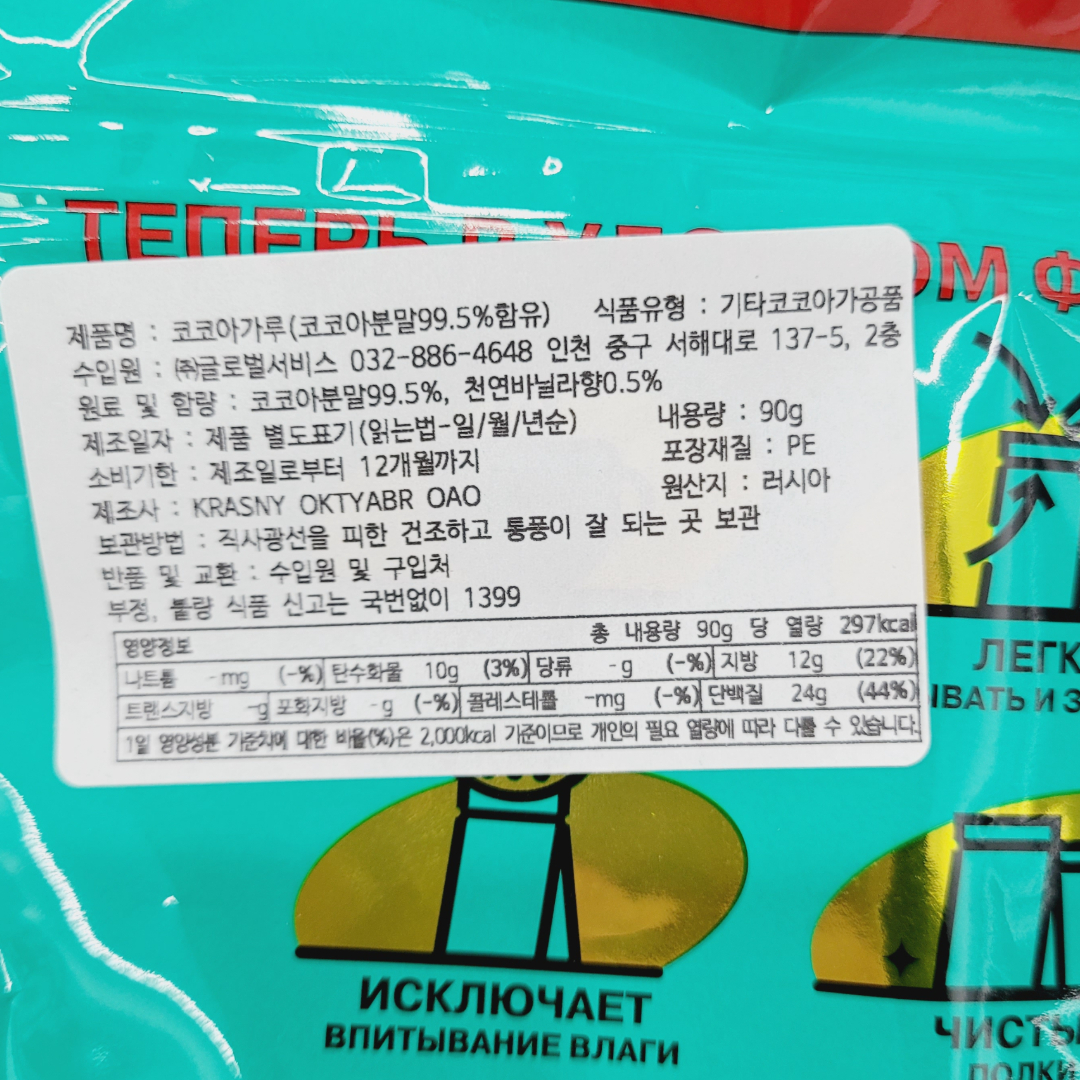 ТЕПЕРЬ
ОМ Ф
제품명 : 코코아가루(코코아분말99.5%함유) 식품유형 : 기타코코아가공품
수입원 : ㈜글로벌서비스 032-886-4648 인천 중구 서해대로 137-5, 2층
원료 및 함량 : 코코아분말99.5%, 천연바닐라향0.5%
제조일자 : 제품 별도표기(읽는법-일/월/년순) 내용량 : 90g
소비기한 : 제조일로부터 12개월까지 포장재질 : PE
제조사 : KRASNY OKTYABR OAO 원산지 : 러시아
보관방법 : 직사광선을 피한 건조하고 통풍이 잘 되는 곳 보관
반품 및 교환 : 수입원 및 구입처
부정, 불량 식품 신고는 국번없이 1399
영양정보 총 내용량 90g 당 열량 297kcal
나트륨 -mg (-%) 탄수화물 10g (3%) 당류 -g (-%) 지방 12g (22%)
트랜스지방 -g 포화지방 -g (-%) 콜레스테롤 -mg (-%) 단백질 24g (44%)
1일 영양성분 기준치에 대한 비율(%)은 2,000kcal 기준이므로 개인의 필요 열량에 따라 다를 수 있습니다.
ЛЕГК
ІВАТЬ И З
ИСКЛЮЧАЕТ
ВПИТЫВАНИЕ ВЛАГИ
ЧИСТЫ
ПОЛКИ